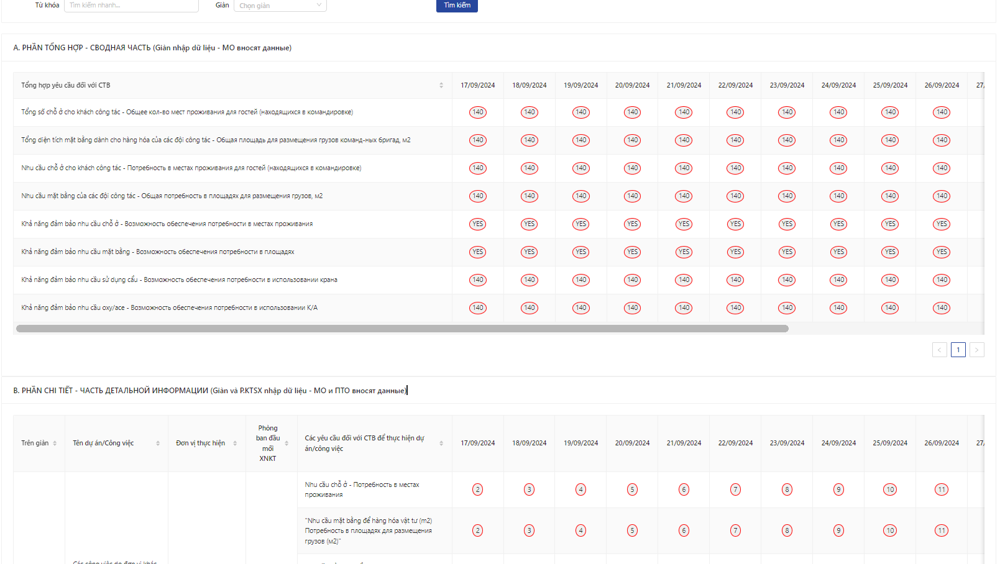 Từ khóa Tìm kiếm nhanh... Giàn Chọn giàn Tìm kiếm
A. PHẦN TỔNG HỢP - СВОДНАЯ ЧАСТЬ (Giàn nhập dữ liệu - МО вносят данные)
Tổng hợp yêu cầu đối với CTB 17/09/2024 18/09/2024 19/09/2024 20/09/2024 21/09/2024 22/09/2024 23/09/2024 24/09/2024 25/09/2024 26/09/2024 27/
Tổng số chỗ ở cho khách công tác - Общее кол-во мест проживания для гостей (находящихся в командировке) 140 140 140 140 140 140 140 140 140 140
Tổng diện tích mặt bằng dành cho hàng hóa của các đội công tác - Общая площадь для размещения грузов команд-ных бригад, м2 140 140 140 140 140 140 140 140 140 140
Nhu cầu chỗ ở cho khách công tác - Потребность в местах проживания для гостей (находящихся в командировке) 140 140 140 140 140 140 140 140 140 140
Nhu cầu mặt bằng của các đội công tác - Общая потребность в площадях для размещения грузов, м2 140 140 140 140 140 140 140 140 140 140
Khả năng đảm bảo nhu cầu chỗ ở - Возможность обеспечения потребности в местах проживания YES YES YES YES YES YES YES YES YES YES
Khả năng đảm bảo nhu cầu mặt bằng - Возможность обеспечения потребности в площадях YES YES YES YES YES YES YES YES YES YES
Khả năng đảm bảo nhu cầu sử dụng cẩu - Возможность обеспечения потребности в использовании крана 140 140 140 140 140 140 140 140 140 140
Khả năng đảm bảo nhu cầu oxy/ace - Возможность обеспечения потребности в использовании К/А 140 140 140 140 140 140 140 140 140 140
< 1 >
B. PHẦN CHI TIẾT - ЧАСТЬ ДЕТАЛЬНОЙ ИНФОРМАЦИИ (Giàn và P.KTSX nhập dữ liệu - МО и ПТО вносят данные)
Trên giàn Tên dự án/Công việc Đơn vị thực hiện
Phòng
ban đầu
mối
XNKT
Các yêu cầu đối với CTB để thực hiện dự
án/công việc
17/09/2024 18/09/2024 19/09/2024 20/09/2024 21/09/2024 22/09/2024 23/09/2024 24/09/2024 25/09/2024 26/09/2024 27/
Nhu cầu chỗ ở - Потребность в местах
проживания
2 3 4 5 6 7 8 9 10 11
"Nhu cầu mặt bằng để hàng hóa vật tư (m2)
Потребность в площадях для размещения
грузов (м2)"
2 3 4 5 6 7 8 9 10 11
Các công việc do đơn vị khác